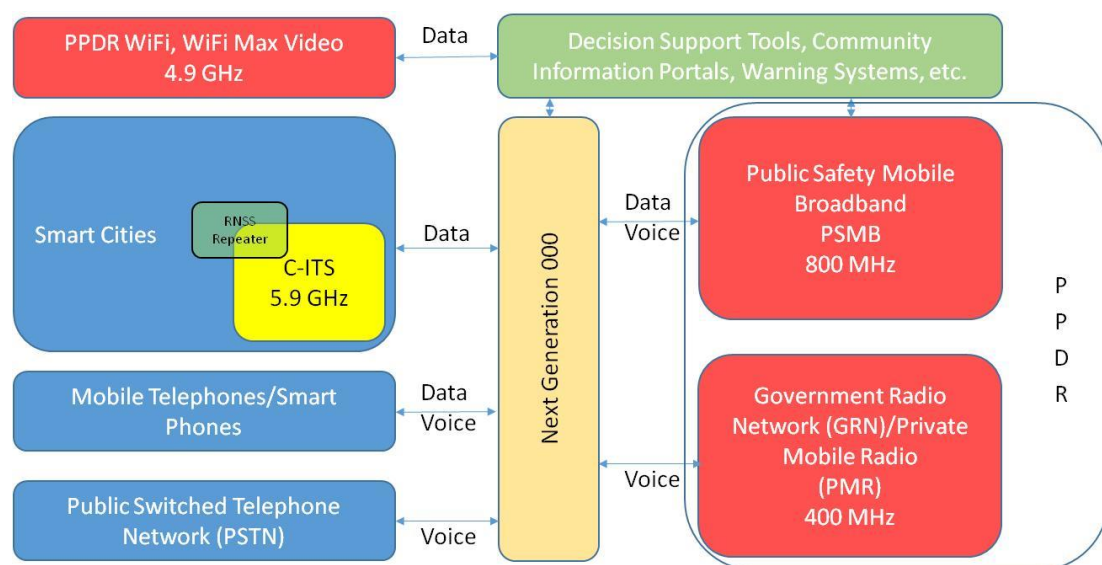 PPDR WiFi, WiFi Max Video
4.9 GHz
Data
Decision Support Tools, Community
Information Portals, Warning Systems, etc.
Smart Cities
RNSS
Repeater
C-ITS
5.9 GHz
Data
Next Generation 000
Data
Voice
Public Safety Mobile
Broadband
PSMB
800 MHz
P
P
D
R
Mobile Telephones/Smart
Phones
Data
Voice
Government Radio
Network (GRN)/Private
Mobile Radio
(PMR)
400 MHz
Voice
Public Switched Telephone
Network (PSTN)
Voice